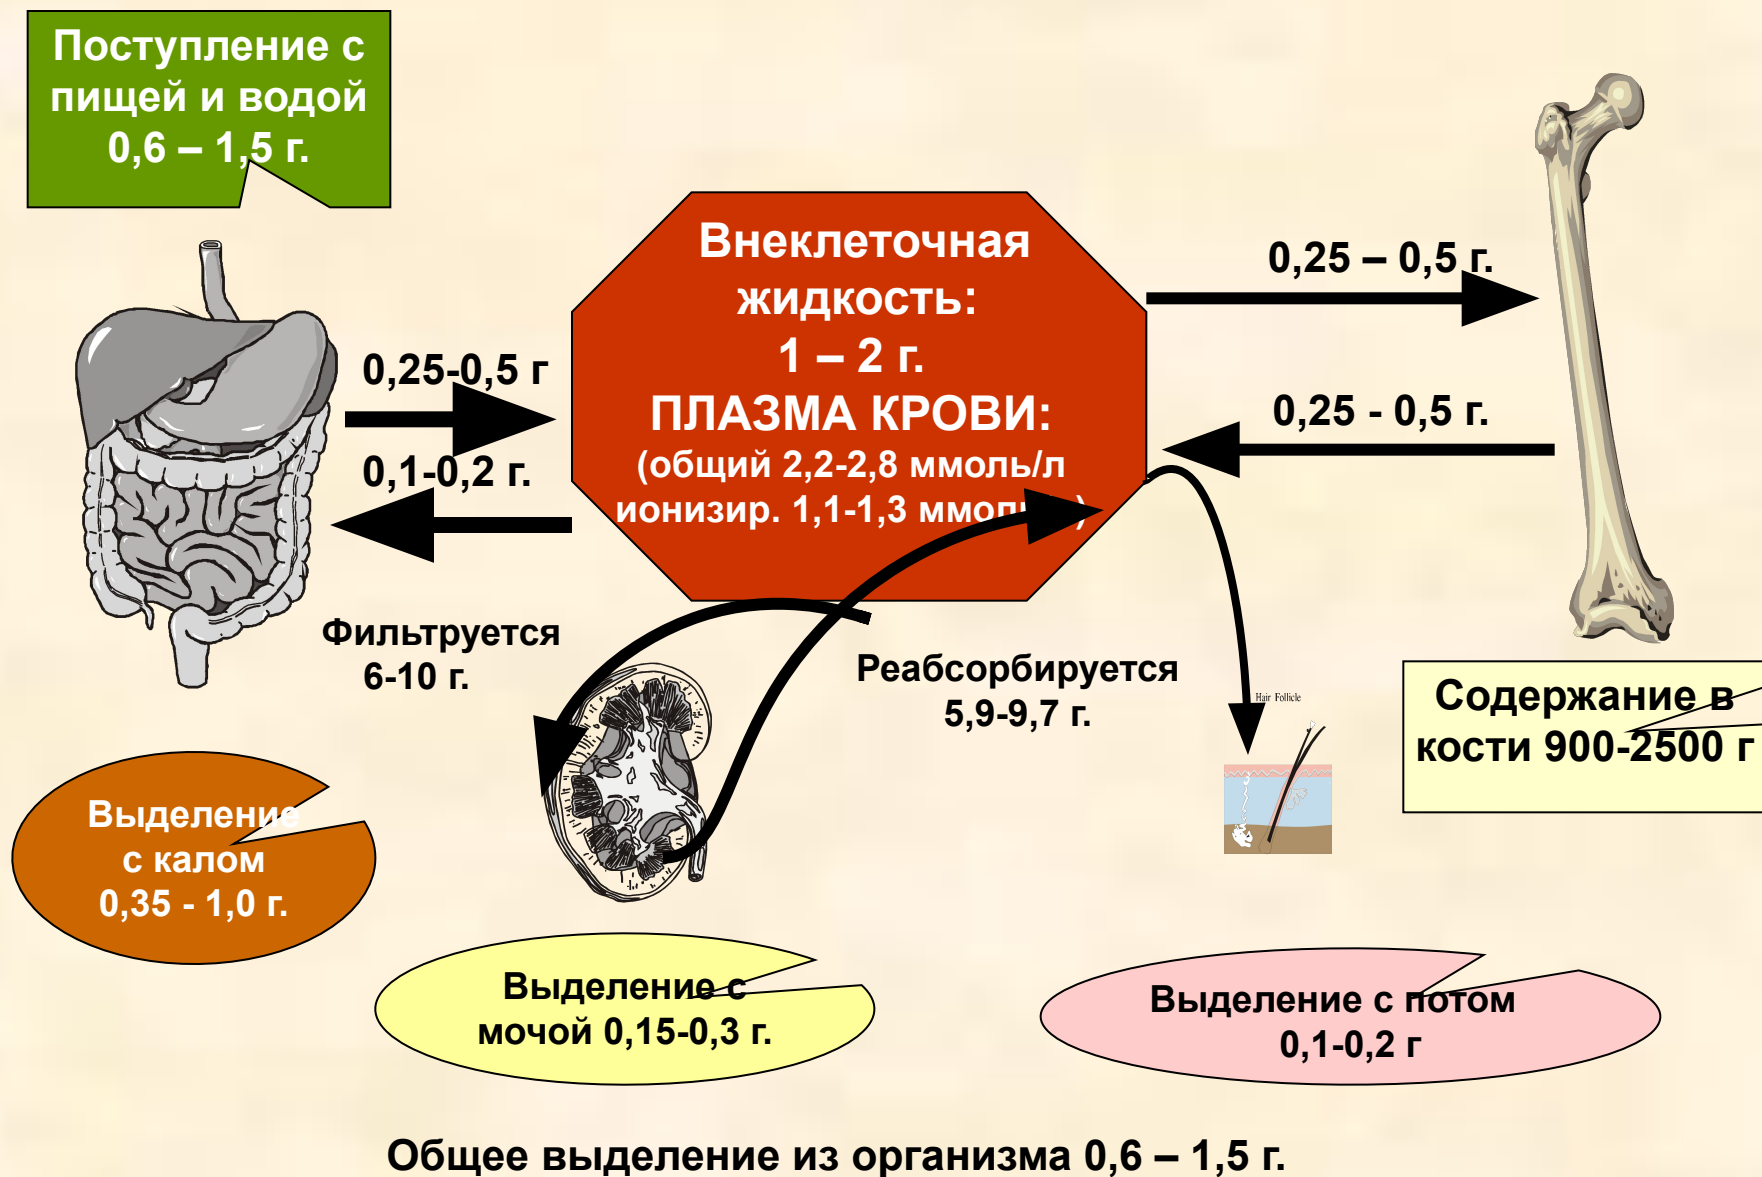 Поступление с
пищей и водой
0,6 – 1,5 г.
Внеклеточная
жидкость:
1 – 2 г.
ПЛАЗМА КРОВИ:
(общий 2,2-2,8 ммоль/л
ионизир. 1,1-1,3
0,25 – 0,5 г.
0,25 - 0,5 г.
0,25-0,5 г
0,1-0,2 г.
Фильтруется
6-10 г.
Реабсорбируется
5,9-9,7 г.
Hair Follicle
Содержание в
кости 900-2500 г
Выделение
с калом
0,35 - 1,0 г.
Выделение с
мочой 0,15-0,3 г.
Выделение с потом
0,1-0,2 г
Общее выделение из организма 0,6 – 1,5 г.